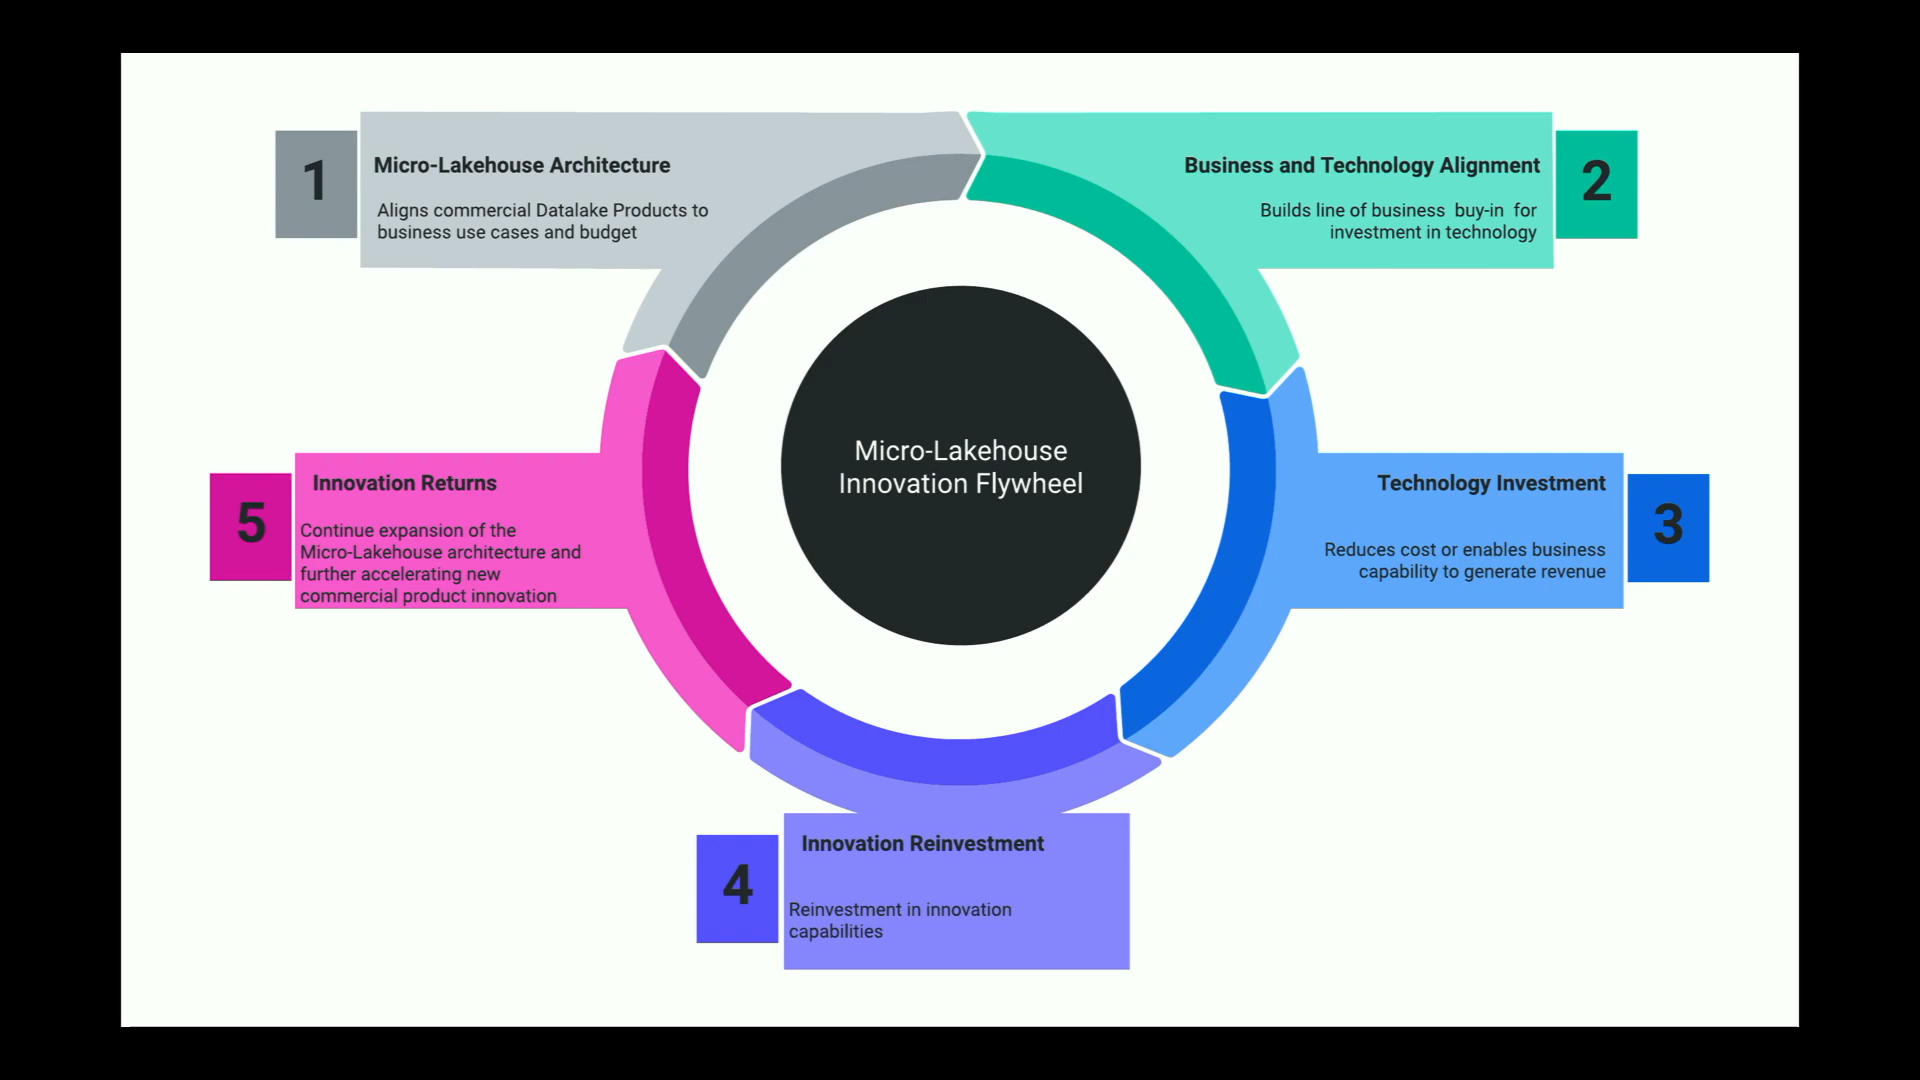 1
Micro-Lakehouse Architecture
Aligns commercial Datalake Products to
business use cases and budget
Business and Technology Alignment
Builds line of business buy-in for
investment in technology
2
Micro-Lakehouse
Innovation Flywheel
5
Innovation Returns
Continue expansion of the
Micro-Lakehouse architecture and
further accelerating new
commercial product innovation
Technology Investment
Reduces cost or enables business
capability to generate revenue
3
4
Innovation Reinvestment
Reinvestment in innovation
capabilities